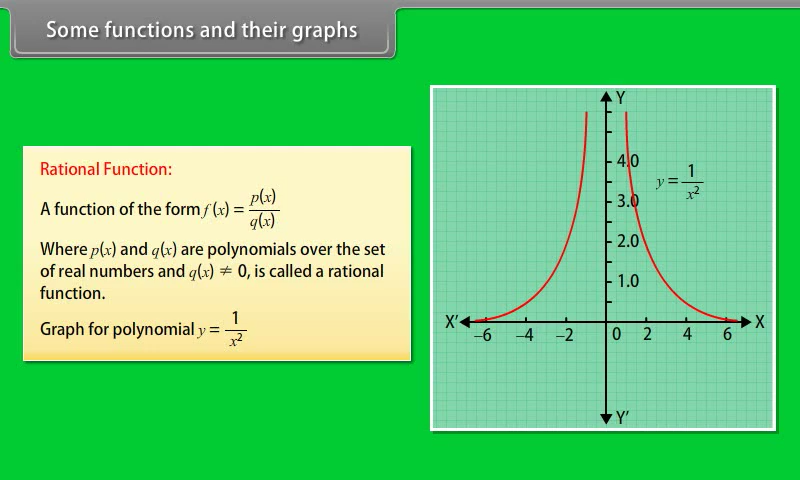 Some functions and their graphs
Rational Function:
A function of the form f (x) = p(x)/q(x)
Where p(x) and q(x) are polynomials over the set
of real numbers and q(x) ≠ 0, is called a rational
function.
Graph for polynomial y = 1/x²
Y
4.0
y = 1/x²
3.0
2.0
1.0
X′ X
−6 −4 −2 0 2 4 6
Y′